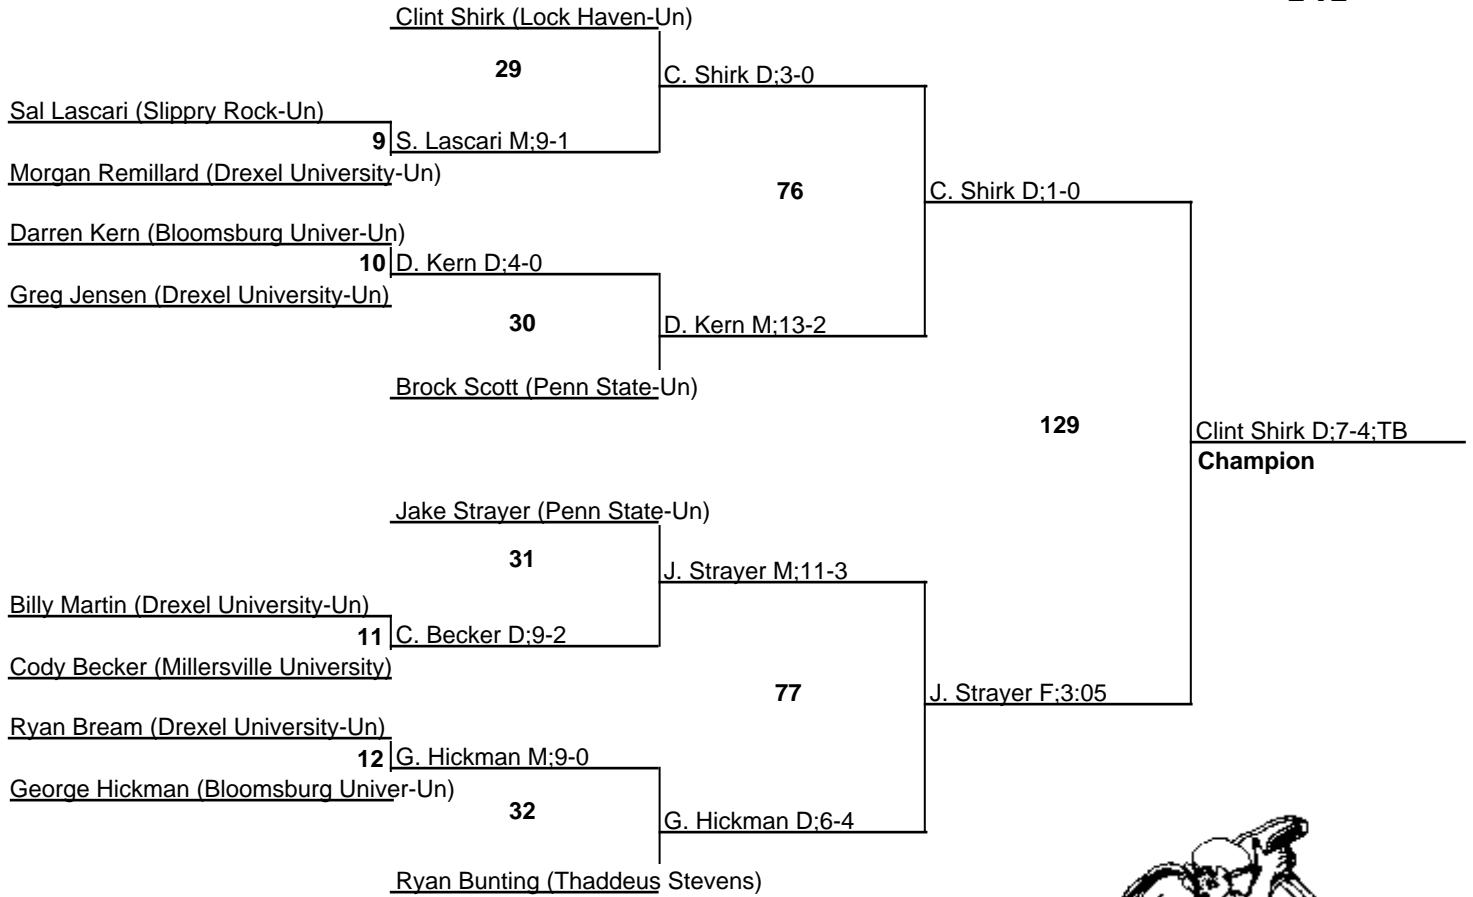 Clint Shirk (Lock Haven-Un)
29
C. Shirk D;3-0
Sal Lascari (Slippry Rock-Un)
9 S. Lascari M;9-1
Morgan Remillard (Drexel University-Un)
76
C. Shirk D;1-0
Darren Kern (Bloomsburg Univer-Un)
10 D. Kern D;4-0
Greg Jensen (Drexel University-Un)
30
D. Kern M;13-2
Brock Scott (Penn State-Un)
129
Clint Shirk D;7-4;TB
Champion
Jake Strayer (Penn State-Un)
31
J. Strayer M;11-3
Billy Martin (Drexel University-Un)
11 C. Becker D;9-2
Cody Becker (Millersville University)
77
J. Strayer F;3:05
Ryan Bream (Drexel University-Un)
12 G. Hickman M;9-0
George Hickman (Bloomsburg Univer-Un)
32
G. Hickman D;6-4
Ryan Bunting (Thaddeus Stevens)